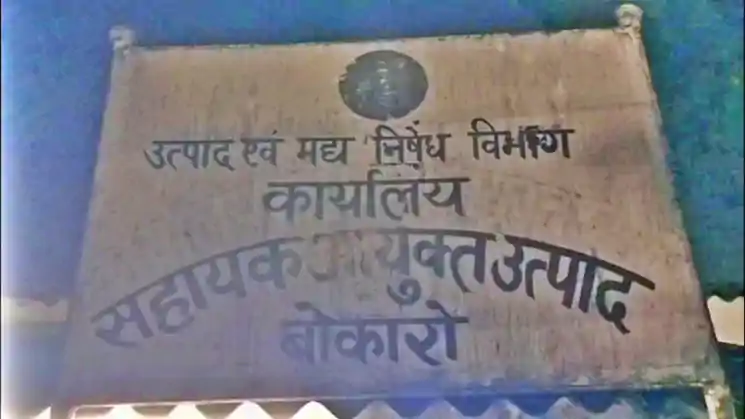 उत्पाद एवं मद्य निषेध विभाग
कार्यालय
सहायक आयुक्त उत्पाद
बोकारो